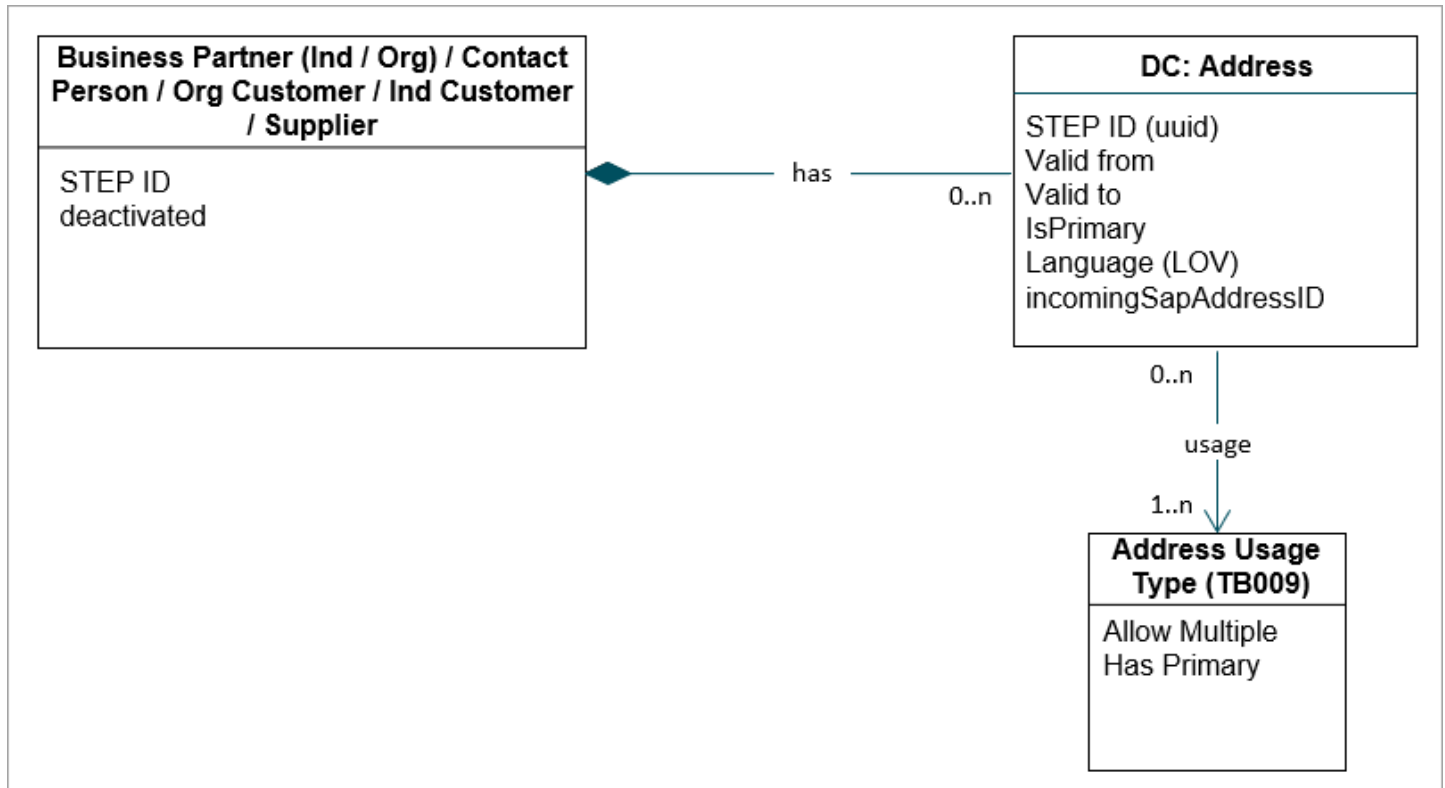 Business Partner (Ind / Org) / Contact
Person / Org Customer / Ind Customer
/ Supplier
STEP ID
deactivated
has
0..n
DC: Address
STEP ID (uuid)
Valid from
Valid to
IsPrimary
Language (LOV)
incomingSapAddressID
0..n
usage
1..n
Address Usage
Type (TB009)
Allow Multiple
Has Primary